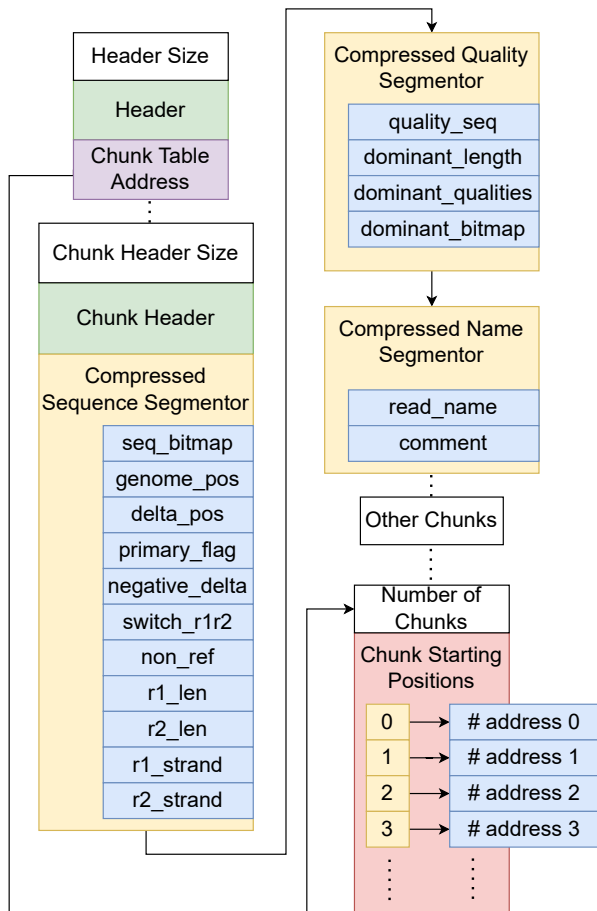 Header Size
Header
Chunk Table
Address
Chunk Header Size
Chunk Header
Compressed
Sequence Segmentor
seq_bitmap
genome_pos
delta_pos
primary_flag
negative_delta
switch_r1r2
non_ref
r1_len
r2_len
r1_strand
r2_strand
Compressed Quality
Segmentor
quality_seq
dominant_length
dominant_qualities
dominant_bitmap
Compressed Name
Segmentor
read_name
comment
Other Chunks
Number of
Chunks
Chunk Starting
Positions
0 # address 0
1 # address 1
2 # address 2
3 # address 3